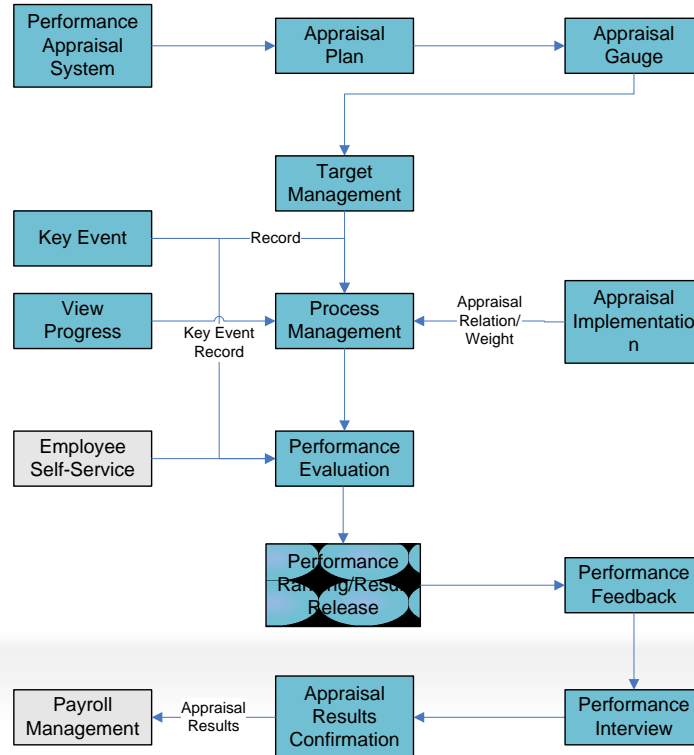 Performance
Appraisal
System
Appraisal
Plan
Appraisal
Gauge
Target
Management
Key Event
Record
View
Progress
Key Event
Record
Process
Management
Appraisal
Relation/
Weight
Appraisal
Implementatio
n
Employee
Self-Service
Performance
Evaluation
Performance
Ranking/Result
Release
Performance
Feedback
Payroll
Management
Appraisal
Results
Appraisal
Results
Confirmation
Performance
Interview